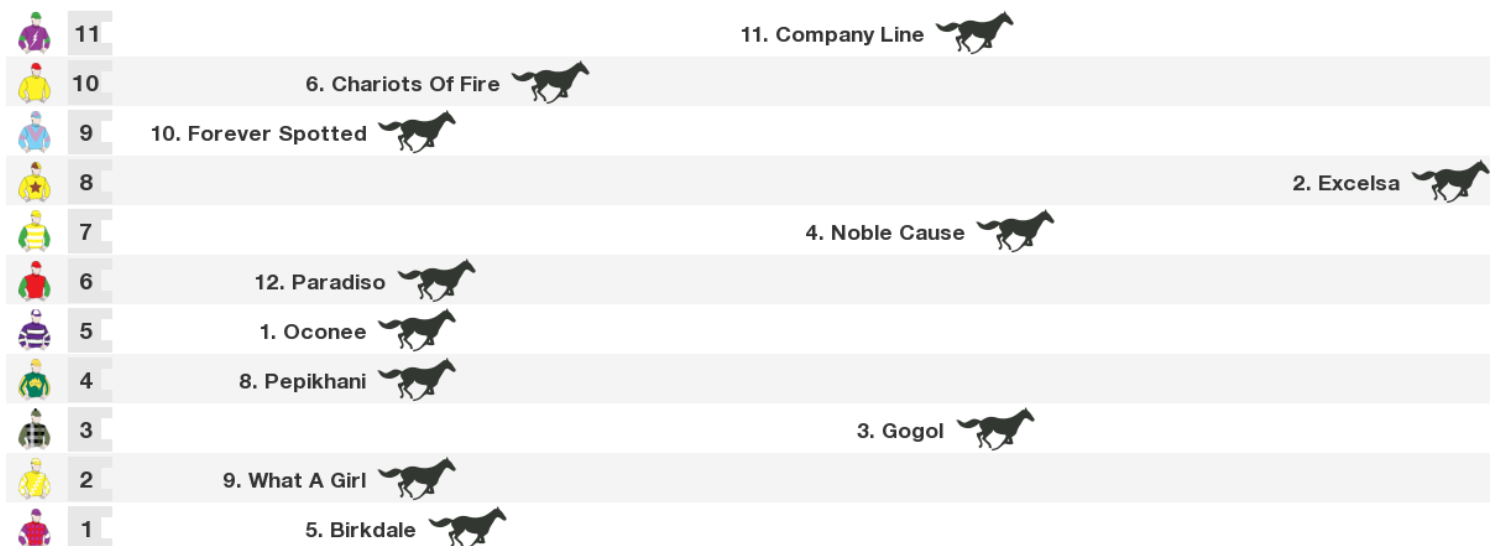 11 11. Company Line
10 6. Chariots Of Fire
9 10. Forever Spotted
8 2. Excelsa
7 4. Noble Cause
6 12. Paradiso
5 1. Oconee
4 8. Pepikhani
3 3. Gogol
2 9. What A Girl
1 5. Birkdale